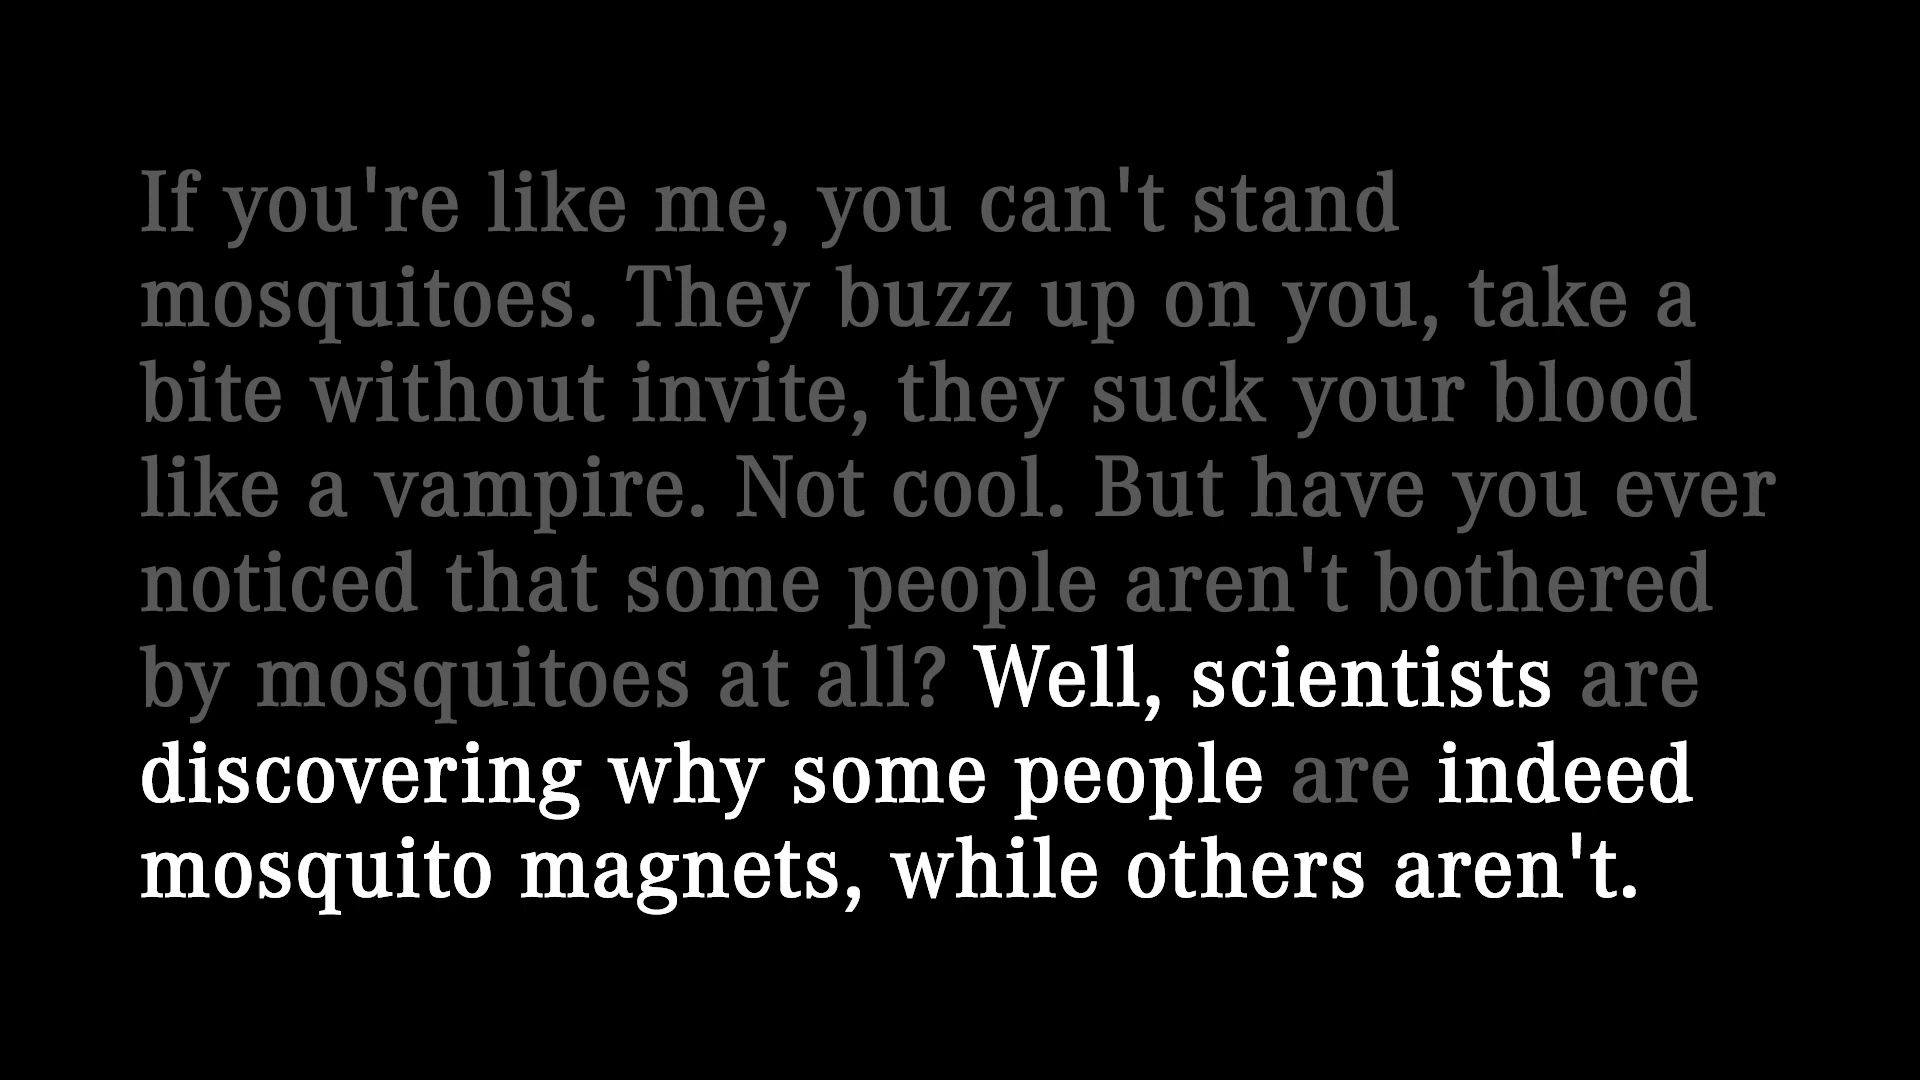 If you're like me, you can't stand
mosquitoes. They buzz up on you, take a
bite without invite, they suck your blood
like a vampire. Not cool. But have you ever
noticed that some people aren't bothered
by mosquitoes at all? Well, scientists are
discovering why some people are indeed
mosquito magnets, while others aren't.